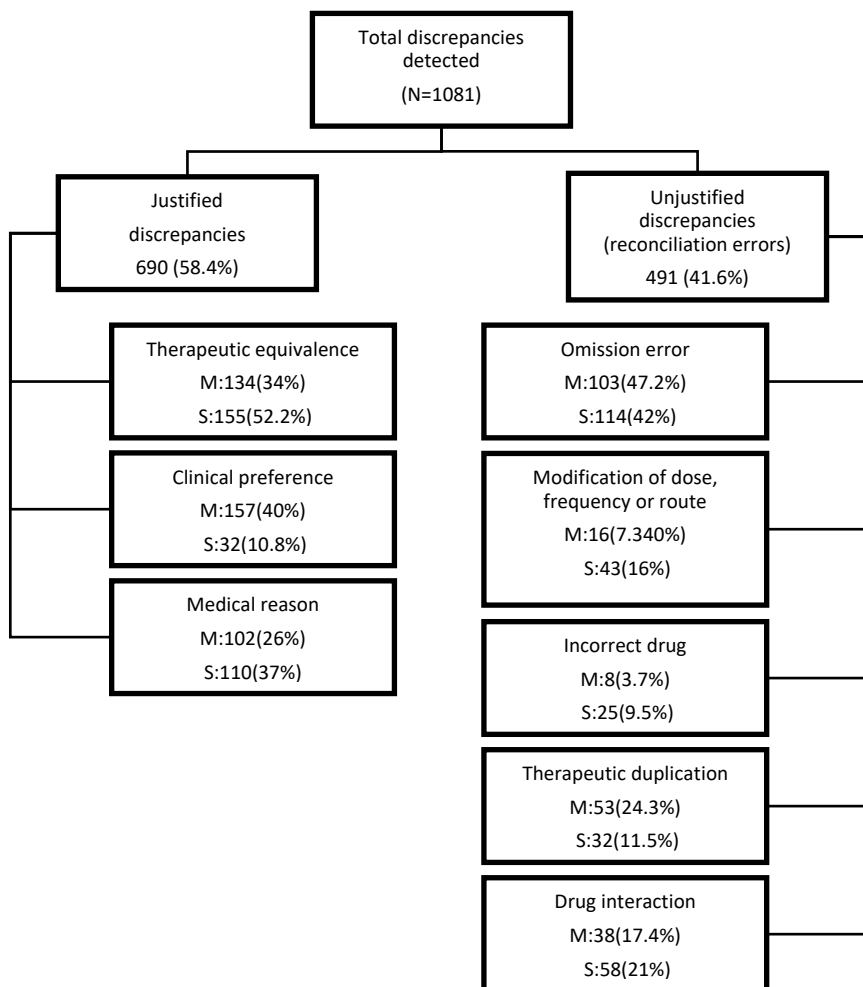 Total discrepancies
detected
(N=1081)
Justified
discrepancies
690 (58.4%)
Unjustified
discrepancies
(reconciliation errors)
491 (41.6%)
Therapeutic equivalence
M:134(34%)
S:155(52.2%)
Clinical preference
M:157(40%)
S:32(10.8%)
Medical reason
M:102(26%)
S:110(37%)
Omission error
M:103(47.2%)
S:114(42%)
Modification of dose,
frequency or route
M:16(7.340%)
S:43(16%)
Incorrect drug
M:8(3.7%)
S:25(9.5%)
Therapeutic duplication
M:53(24.3%)
S:32(11.5%)
Drug interaction
M:38(17.4%)
S:58(21%)